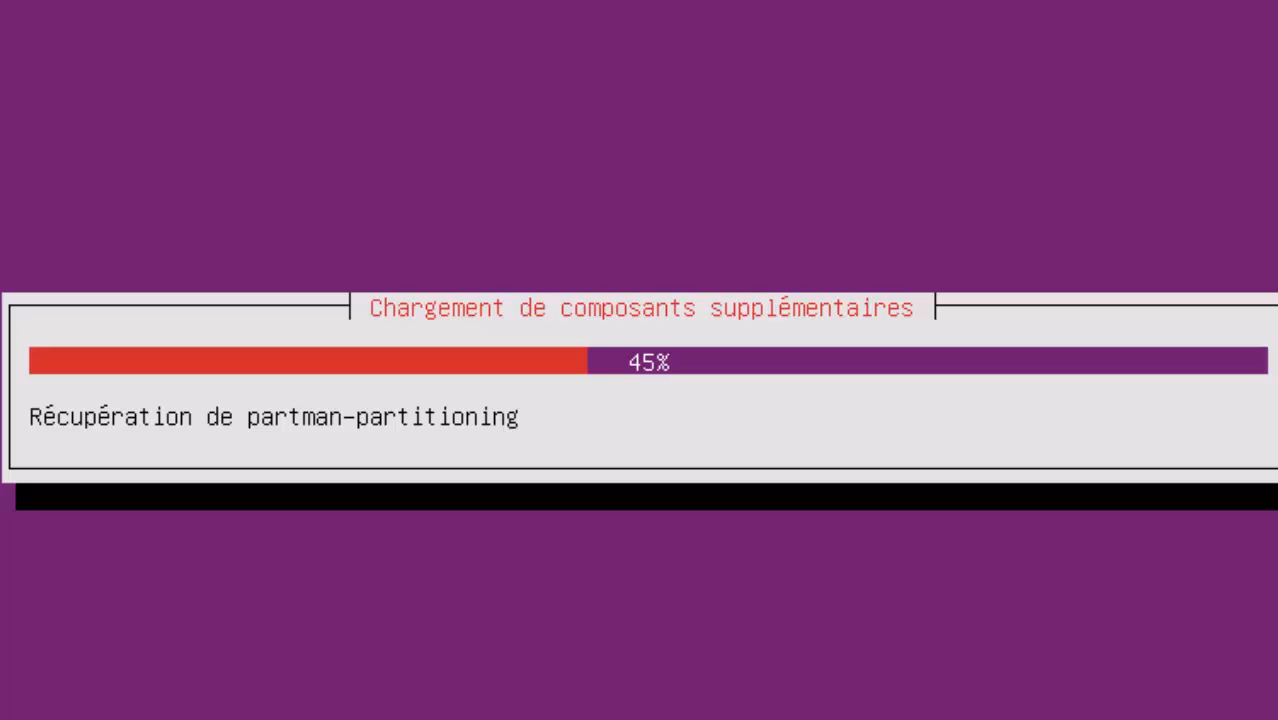 Chargement de composants supplémentaires
45%
Récupération de partman-partitioning